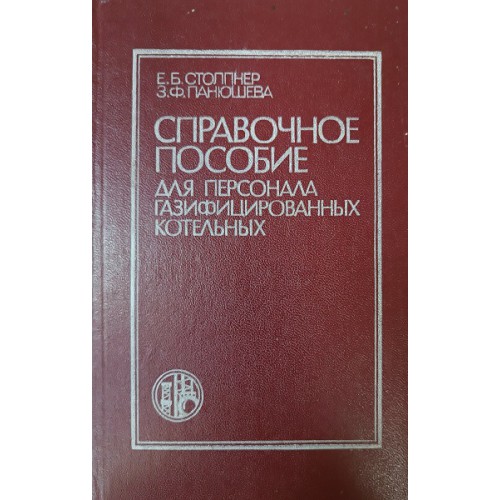 Е.Б.СТОЛПНЕР
З.Ф.ПАНЮШЕВА
СПРАВОЧНОЕ
ПОСОБИЕ
ДЛЯ ПЕРСОНАЛА
ГАЗИФИЦИРОВАННЫХ
КОТЕЛЬНЫХ